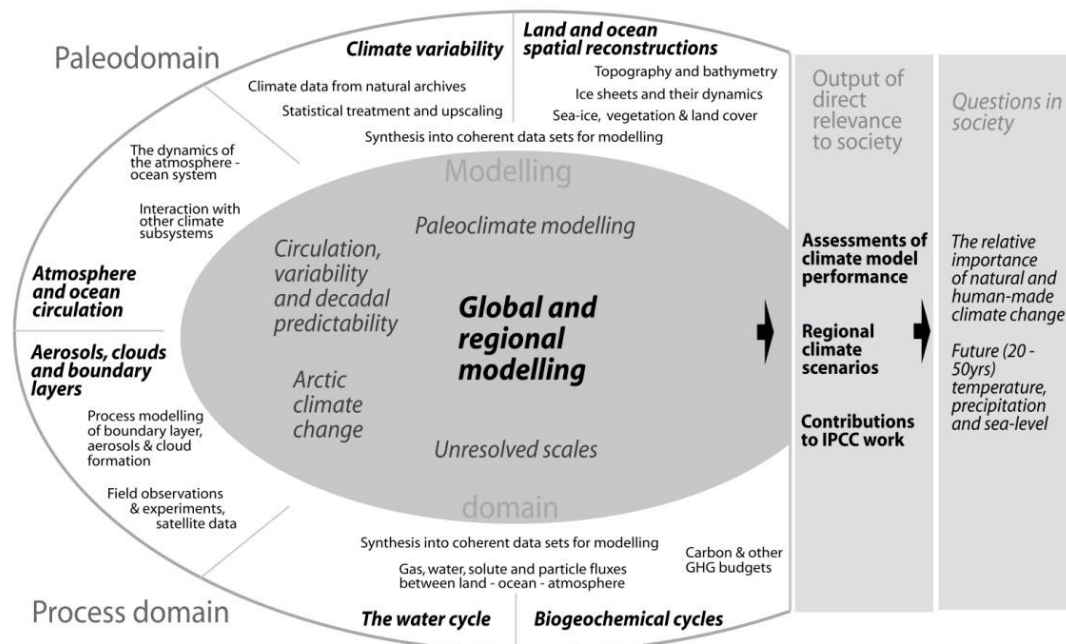 Paleodomain
Climate variability
Climate data from natural archives
Statistical treatment and upscaling
Land and ocean
spatial reconstructions
Topography and bathymetry
Ice sheets and their dynamics
Sea-ice, vegetation & land cover
Synthesis into coherent data sets for modelling
The dynamics of
the atmosphere -
ocean system
Interaction with
other climate
subsystems
Atmosphere
and ocean
circulation
Aerosols, clouds
and boundary
layers
Process modelling
of boundary layer,
aerosols & cloud
formation
Field observations
& experiments,
satellite data
Modelling
Paleoclimate modelling
Circulation,
variability
and decadal
predictability
Global and
regional
modelling
Arctic
climate
change
Unresolved scales
domain
Synthesis into coherent data sets for modelling
Gas, water, solute and particle fluxes
between land - ocean - atmosphere
Carbon & other
GHG budgets
Process domain
The water cycle
Biogeochemical cycles
Output of
direct
relevance
to society
Assessments of
climate model
performance
Regional
climate
scenarios
Contributions
to IPCC work
Questions in
society
The relative
importance
of natural and
human-made
climate change
Future (20 -
50yrs)
temperature,
precipitation
and sea-level